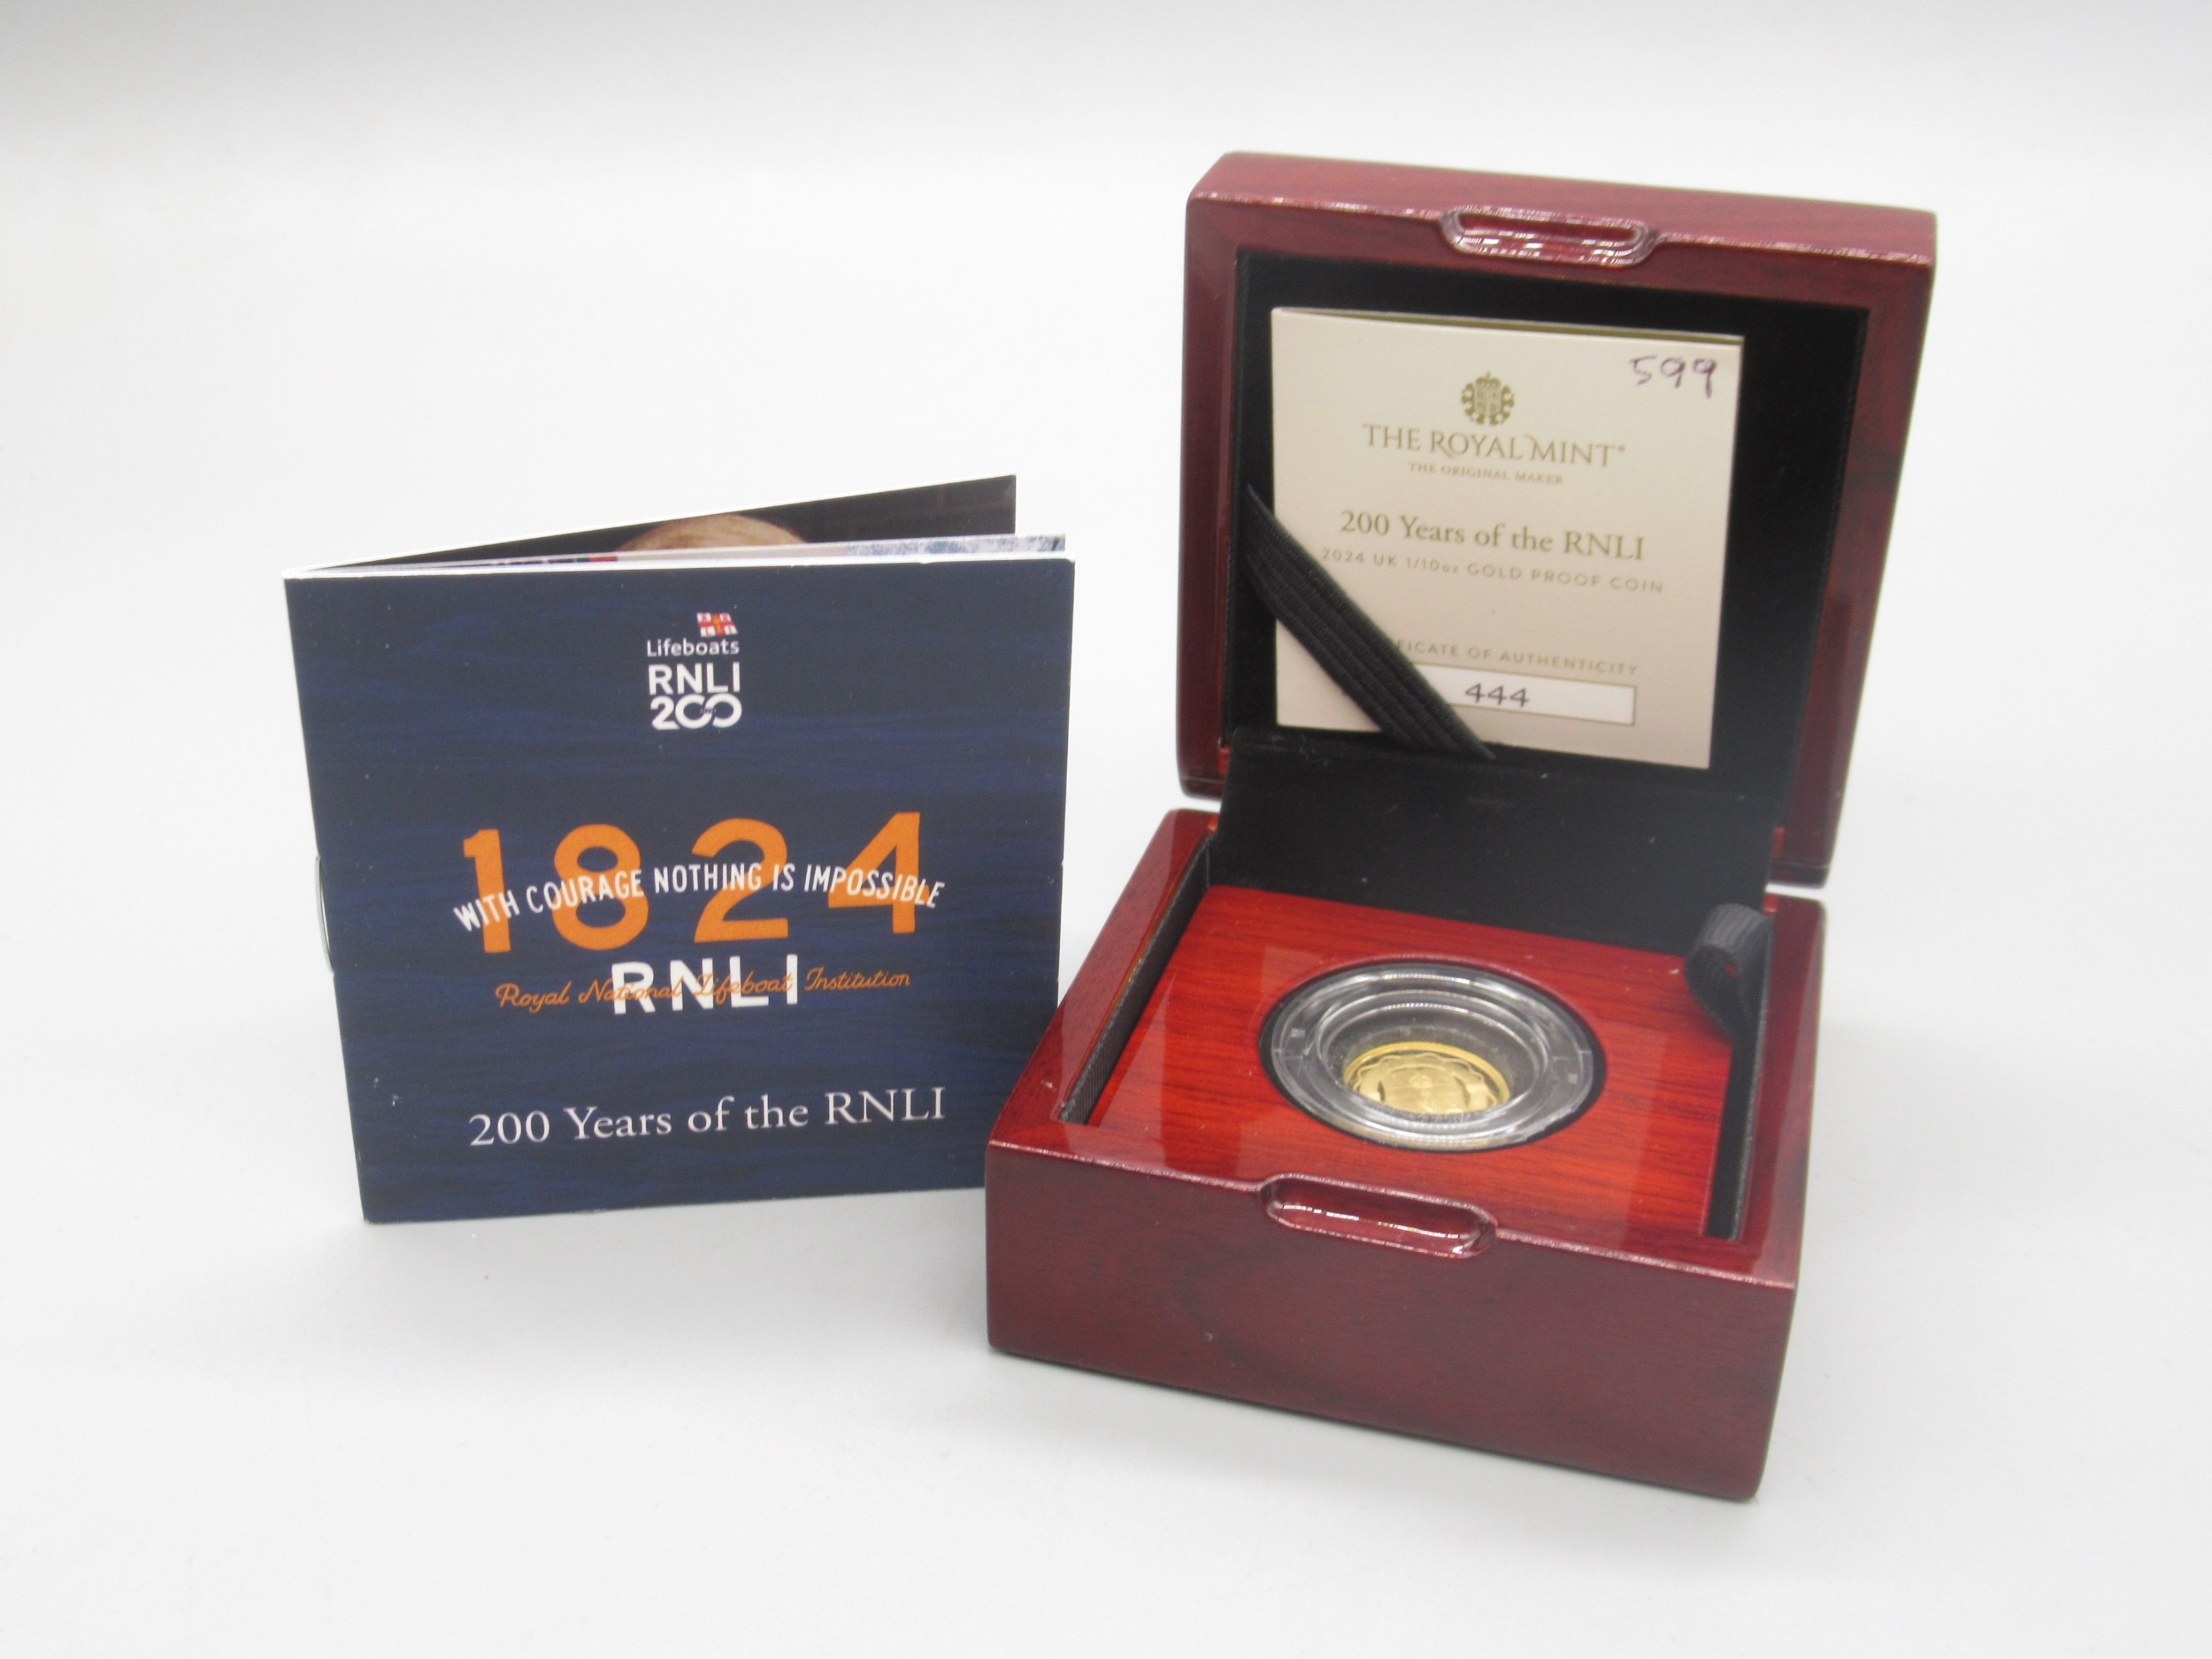 Lifeboats
RNLI
200
1824
WITH COURAGE NOTHING IS IMPOSSIBLE
RNLI
Royal National Lifeboat Institution
200 Years of the RNLI
599
THE ROYAL MINT®
THE ORIGINAL MAKER
200 Years of the RNLI
2024 UK 1/10oz GOLD PROOF COIN
OF AUTHENTICITY
444